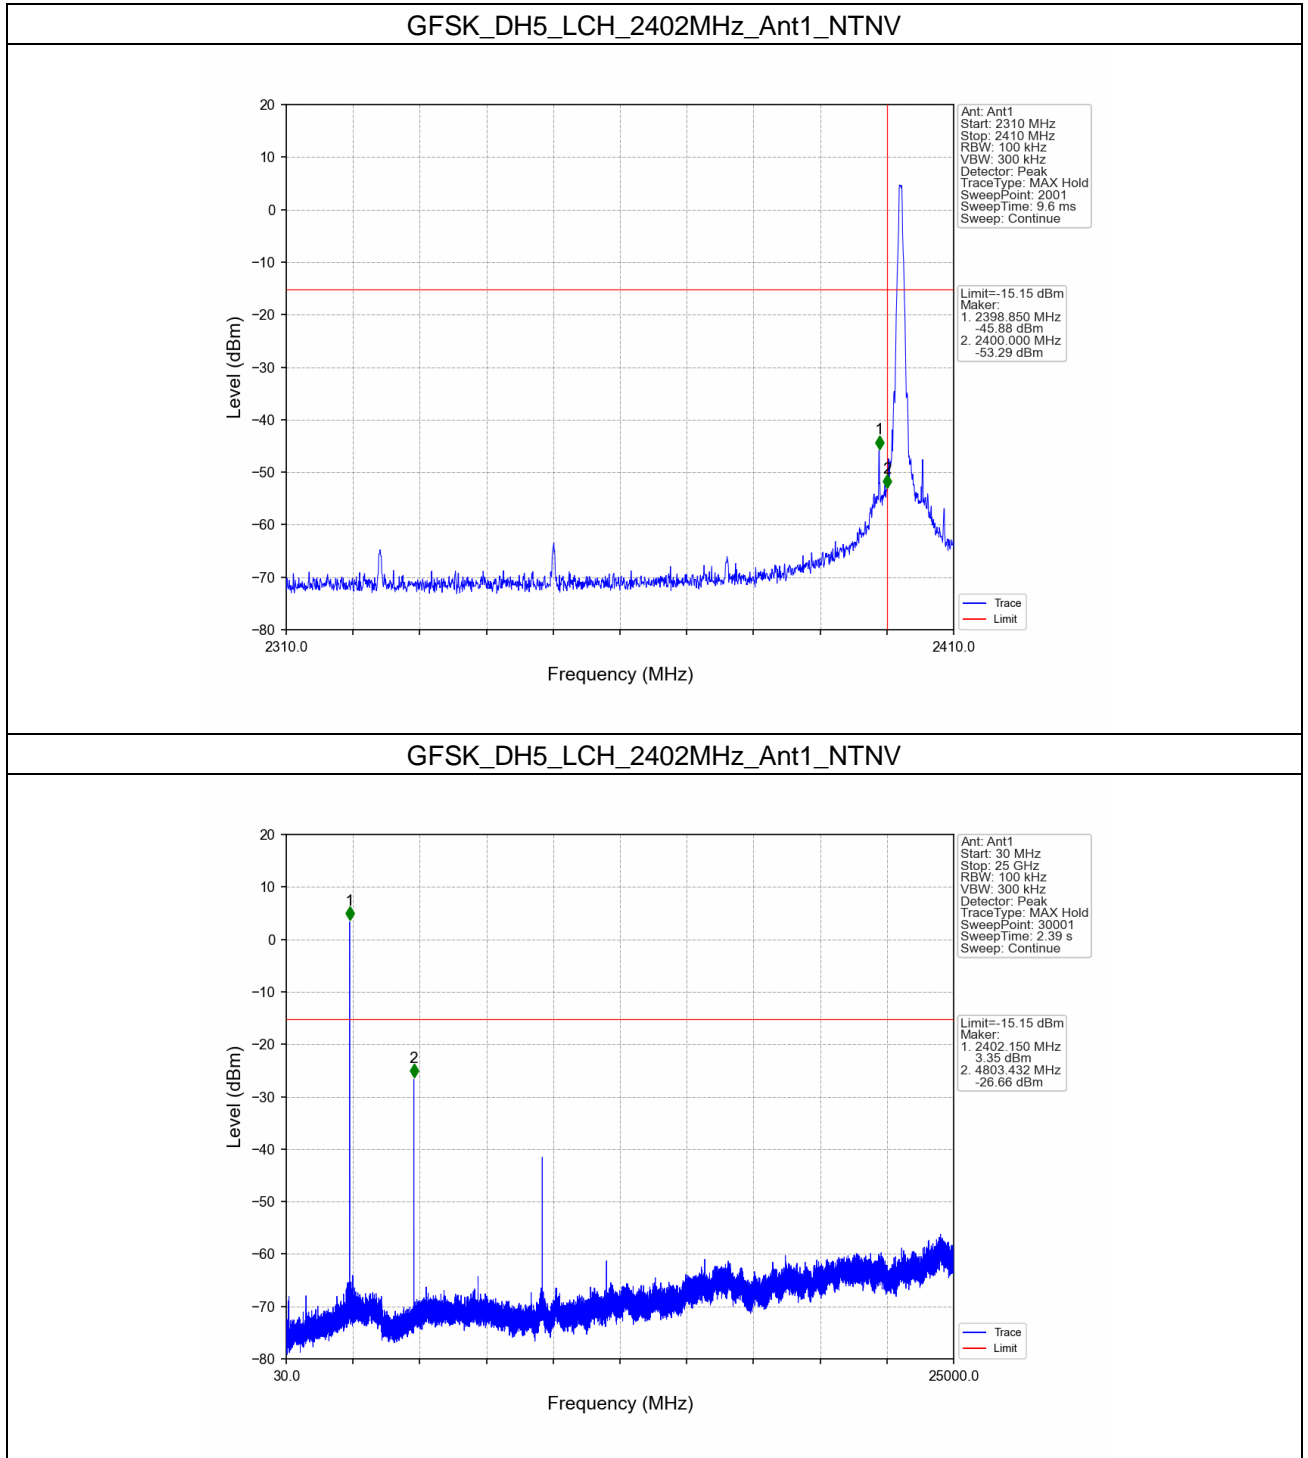 GFSK_DH5_LCH_2402MHz_Ant1_NTNV
20
10
0
−10
−20
−30
−40
−50
−60
−70
−80
Level (dBm)
2310.0
2410.0
Frequency (MHz)
1
2
Ant: Ant1
Start: 2310 MHz
Stop: 2410 MHz
RBW: 100 kHz
VBW: 300 kHz
Detector: Peak
TraceType: MAX Hold
SweepPoint: 2001
SweepTime: 9.6 ms
Sweep: Continue
Limit=-15.15 dBm
Maker:
1. 2398.850 MHz
-45.88 dBm
2. 2400.000 MHz
-53.29 dBm
Trace
Limit
GFSK_DH5_LCH_2402MHz_Ant1_NTNV
20
10
0
−10
−20
−30
−40
−50
−60
−70
−80
Level (dBm)
30.0
25000.0
Frequency (MHz)
1
2
Ant: Ant1
Start: 30 MHz
Stop: 25 GHz
RBW: 100 kHz
VBW: 300 kHz
Detector: Peak
TraceType: MAX Hold
SweepPoint: 30001
SweepTime: 2.39 s
Sweep: Continue
Limit=-15.15 dBm
Maker:
1. 2402.150 MHz
3.35 dBm
2. 4803.432 MHz
-26.66 dBm
Trace
Limit